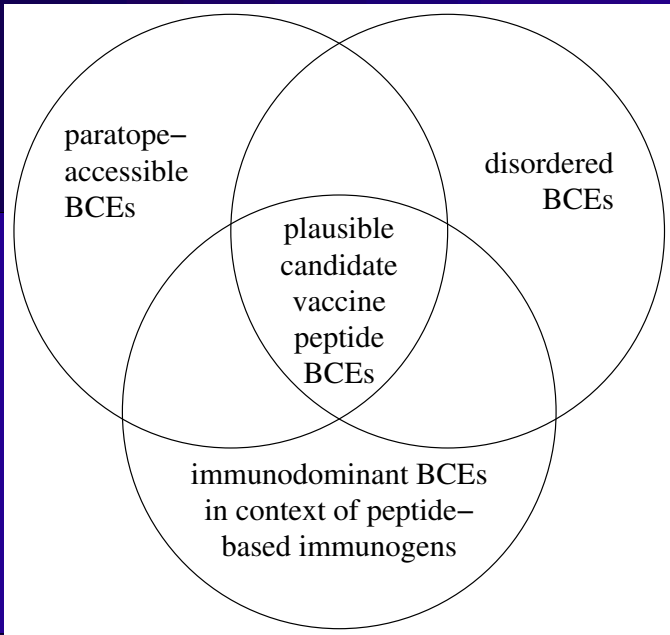 paratope−
accessible
BCEs
disordered
BCEs
plausible
candidate
vaccine
peptide
BCEs
immunodominant BCEs
in context of peptide−
based immunogens